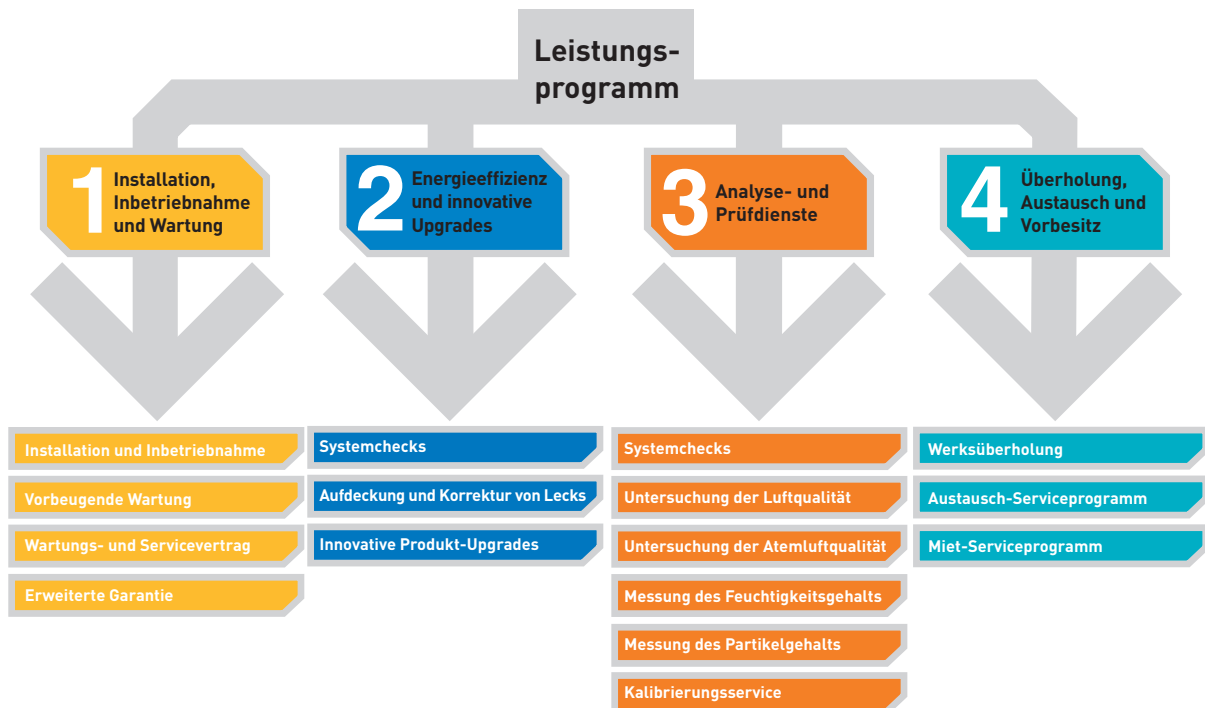 Leistungs-
programm
1
Installation,
Inbetriebnahme
und Wartung
2
Energieeffizienz
und innovative
Upgrades
3
Analyse- und
Prüfdienste
4
Überholung,
Austausch und
Vorbesitz
Installation und Inbetriebnahme
Vorbeugende Wartung
Wartungs- und Servicevertrag
Erweiterte Garantie
Systemchecks
Aufdeckung und Korrektur von Lecks
Innovative Produkt-Upgrades
Systemchecks
Untersuchung der Luftqualität
Untersuchung der Atemluftqualität
Messung des Feuchtigkeitsgehalts
Messung des Partikelgehalts
Kalibrierungsservice
Werksüberholung
Austausch-Serviceprogramm
Miet-Serviceprogramm